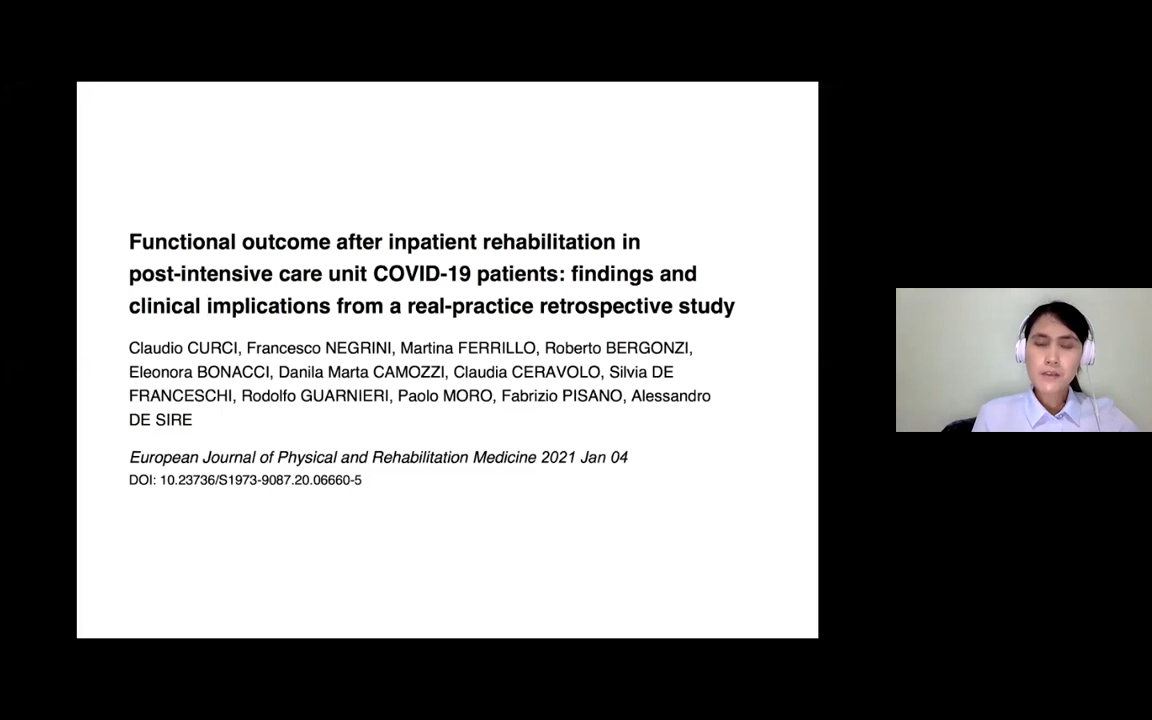 Functional outcome after inpatient rehabilitation in
post-intensive care unit COVID-19 patients: findings and
clinical implications from a real-practice retrospective study
Claudio CURCI, Francesco NEGRINI, Martina FERRILLO, Roberto BERGONZI,
Eleonora BONACCI, Danila Marta CAMOZZI, Claudia CERAVOLO, Silvia DE
FRANCESCHI, Rodolfo GUARNIERI, Paolo MORO, Fabrizio PISANO, Alessandro
DE SIRE
European Journal of Physical and Rehabilitation Medicine 2021 Jan 04
DOI: 10.23736/S1973-9087.20.06660-5